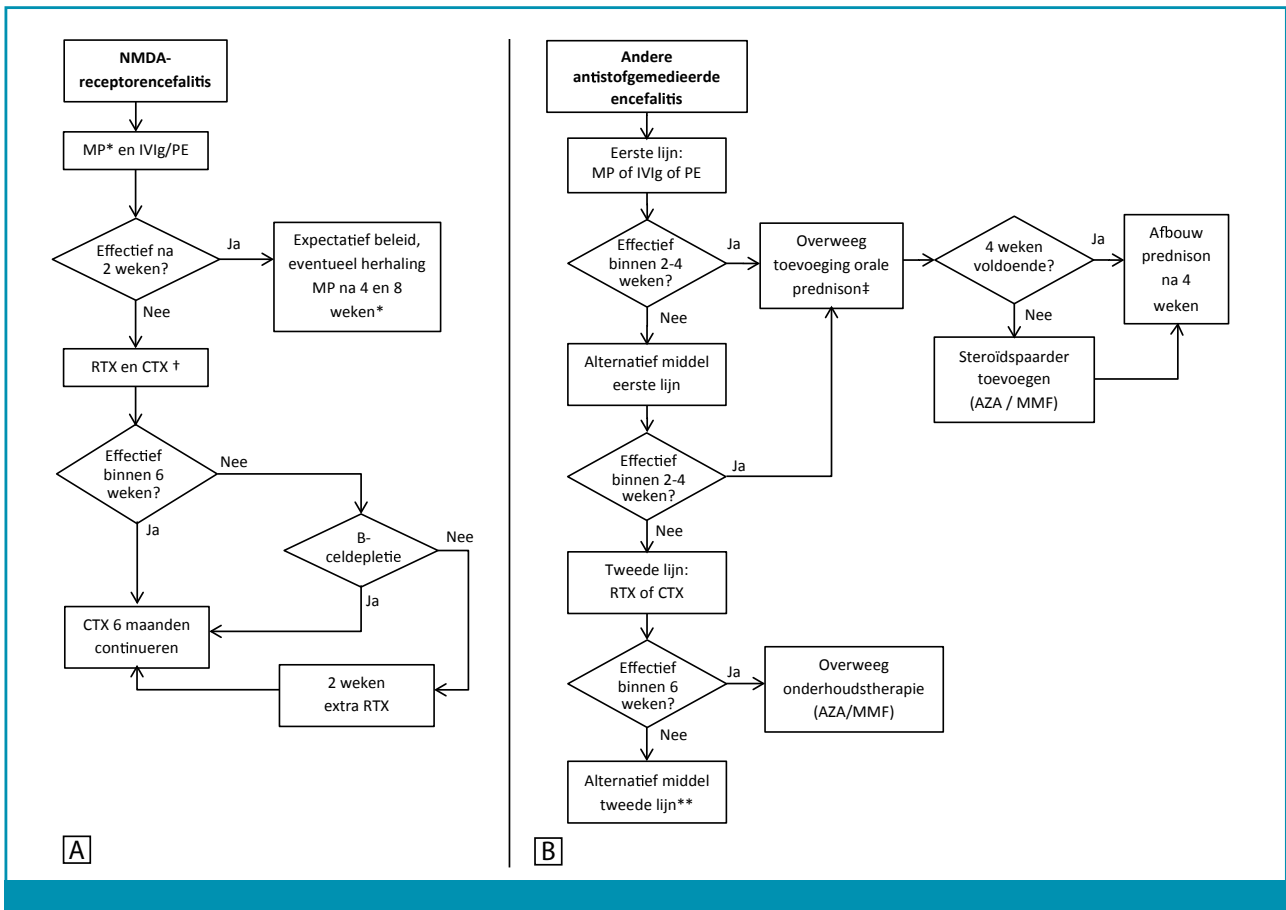 NMDA-
receptorencefalitis
MP* en IVIg/PE
Effectief na
2 weken?
Ja
Expectatief beleid,
eventueel herhaling
MP na 4 en 8
weken*
Nee
RTX en CTX †
Effectief
binnen 6
weken?
Nee
Ja
B-
celdepletie
Nee
Ja
CTX 6 maanden
continueren
2 weken
extra RTX
A
Andere
antistofgemedieerde
encefalitis
Eerste lijn:
MP of IVIg of PE
Effectief
binnen 2-4
weken?
Ja
Overweeg
toevoeging orale
prednison‡
4 weken
voldoende?
Ja
Afbouw
prednison
na 4
weken
Nee
Steroïdspaarder
toevoegen
(AZA / MMF)
Nee
Alternatief middel
eerste lijn
Effectief
binnen 2-4
weken?
Ja
Nee
Tweede lijn:
RTX of CTX
Effectief
binnen 6
weken?
Ja
Overweeg
onderhoudstherapie
(AZA/MMF)
Nee
Alternatief middel
tweede lijn**
B